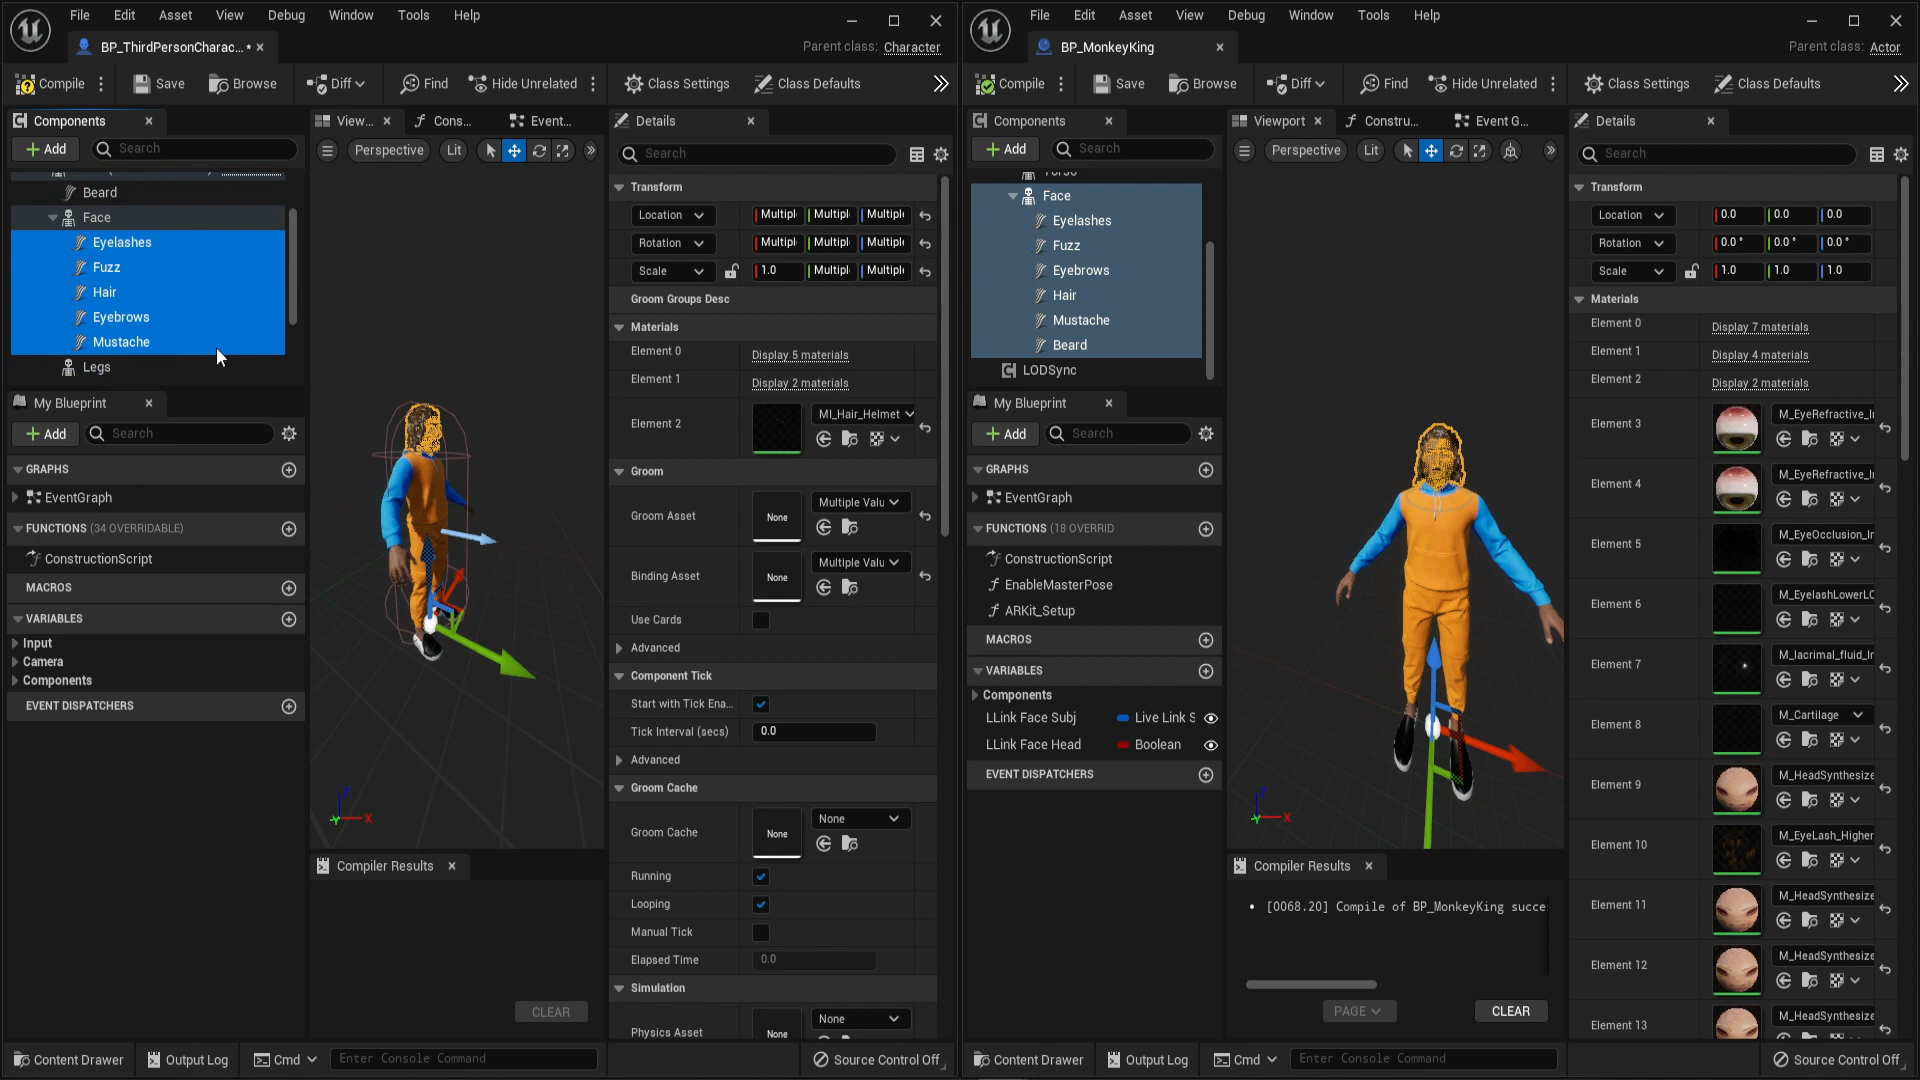 File Edit Asset View Debug Window Tools Help
BP_ThirdPersonCharac... •
Parent class: Character
Compile Save Browse Diff Find Hide Unrelated Class Settings Class Defaults
Components
Add Search
Beard
Face
Eyelashes
Fuzz
Hair
Eyebrows
Mustache
Legs
My Blueprint
Add Search
GRAPHS
EventGraph
FUNCTIONS (34 OVERRIDABLE)
ConstructionScript
MACROS
VARIABLES
Input
Camera
Components
EVENT DISPATCHERS
View... Cons... Event...
Perspective Lit
Compiler Results
CLEAR
Details
Search
Transform
Location Multipl Multipl Multipl
Rotation Multipl Multipl Multipl
Scale 1.0 Multipl Multipl
Groom Groups Desc
Materials
Element 0 Display 5 materials
Element 1 Display 2 materials
Element 2 MI_Hair_Helmet
Groom
Groom Asset None Multiple Valu
Binding Asset None Multiple Valu
Use Cards
Advanced
Component Tick
Start with Tick Ena...
Tick Interval (secs) 0.0
Advanced
Groom Cache
Groom Cache None None
Running
Looping
Manual Tick
Elapsed Time 0.0
Simulation
Physics Asset None None
Content Drawer Output Log Cmd Enter Console Command Source Control Off
File Edit Asset View Debug Window Tools Help
BP_MonkeyKing
Parent class: Actor
Compile Save Browse Diff Find Hide Unrelated Class Settings Class Defaults
Components
Add Search
Face
Eyelashes
Fuzz
Eyebrows
Hair
Mustache
Beard
LODSync
My Blueprint
Add Search
GRAPHS
EventGraph
FUNCTIONS (18 OVERRID
ConstructionScript
EnableMasterPose
ARKit_Setup
MACROS
VARIABLES
Components
LLink Face Subj Live Link S
LLink Face Head Boolean
EVENT DISPATCHERS
Viewport Constru... Event G...
Perspective Lit
X
X
Compiler Results
• [0068.20] Compile of BP_MonkeyKing succe
PAGE CLEAR
Details
Search
Transform
Location 0.0 0.0 0.0
Rotation 0.0 ° 0.0 ° 0.0 °
Scale 1.0 1.0 1.0
Materials
Element 0 Display 7 materials
Element 1 Display 4 materials
Element 2 Display 2 materials
Element 3 M_EyeRefractive_In
Element 4 M_EyeRefractive_In
Element 5 M_EyeOcclusion_In
Element 6 M_EyelashLowerLO
Element 7 M_lacrimal_fluid_In
Element 8 M_Cartilage
Element 9 M_HeadSynthesize
Element 10 M_EyeLash_Higher
Element 11 M_HeadSynthesize
Element 12 M_HeadSynthesize
Element 13 M_HeadSynthesize
Content Drawer Output Log Cmd Enter Console Command Source Control Off